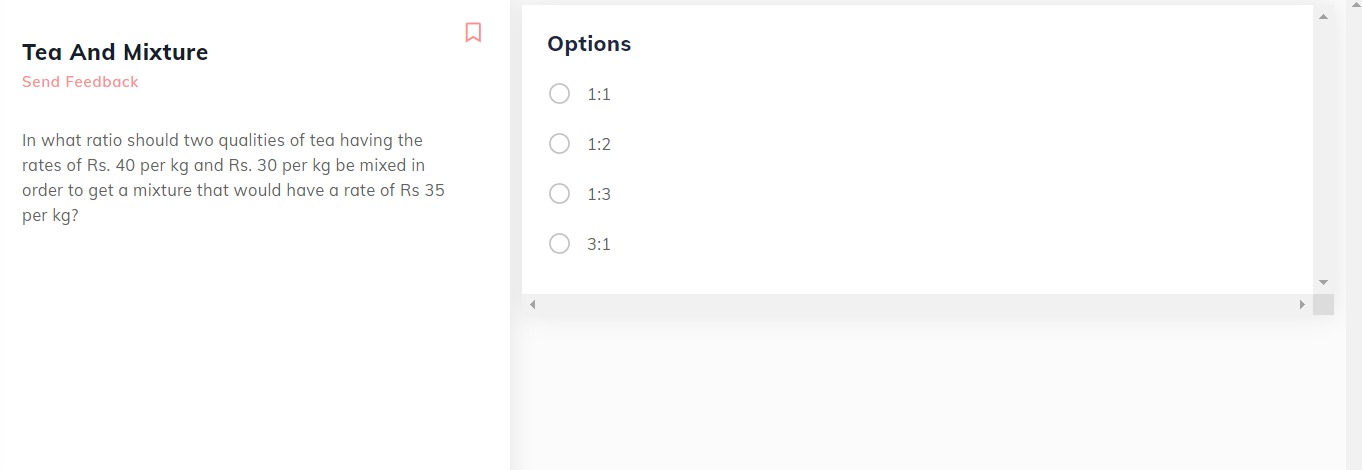 Tea And Mixture
Send Feedback
In what ratio should two qualities of tea having the
rates of Rs. 40 per kg and Rs. 30 per kg be mixed in
order to get a mixture that would have a rate of Rs 35
per kg?
Options
1:1
1:2
1:3
3:1